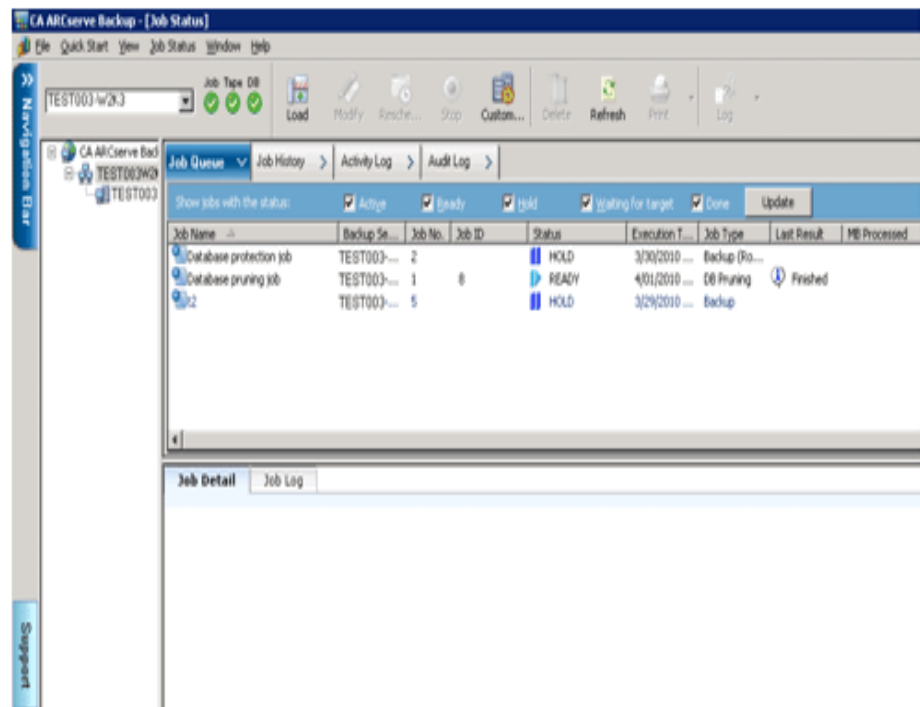 CA ARCserve Backup - [Job Status]
File Quick Start View Job Status Window Help
Navigation Bar
TEST003-W2K3
Job Tape DB
Load Modify Resche... Stop Custom... Delete Refresh Print Log
CA ARCserve Bac
TEST003W2
TEST003
Job Queue Job History Activity Log Audit Log
Show jobs with the status: Active Ready Hold Waiting for target Done Update
Job Name Backup Se... Job No. Job ID Status Execution T... Job Type Last Result MB Processed
Database protection job TEST003-... 2 HOLD 3/30/2010 ... Backup (Ro...
Database pruning job TEST003-... 1 8 READY 4/01/2010 ... DB Pruning Finished
TEST003-... 5 HOLD 3/29/2010 ... Backup
Job Detail Job Log
Support